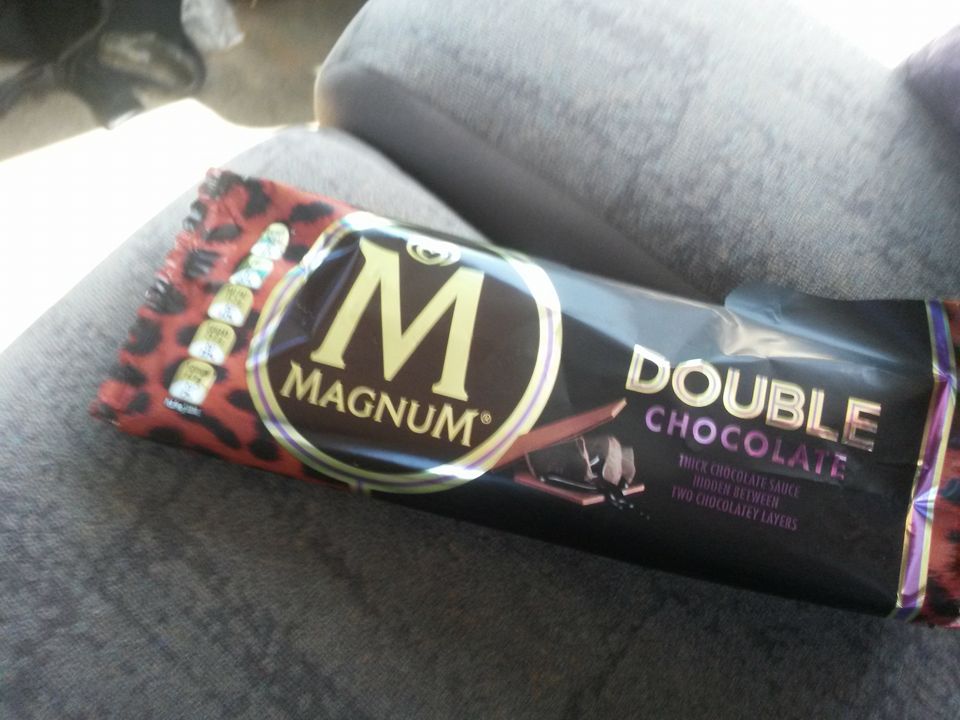 M
MAGNUM®
DOUBLE
CHOCOLATE
THICK CHOCOLATE SAUCE
HIDDEN BETWEEN
TWO CHOCOLATEY LAYERS